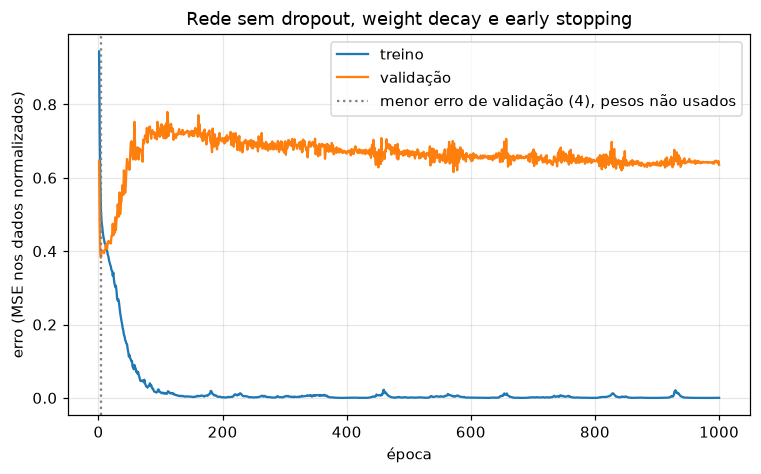 Rede sem dropout, weight decay e early stopping
treino
validação
menor erro de validação (4), pesos não usados
erro (MSE nos dados normalizados)
0.8
0.6
0.4
0.2
0.0
0
200
400
600
800
1000
época